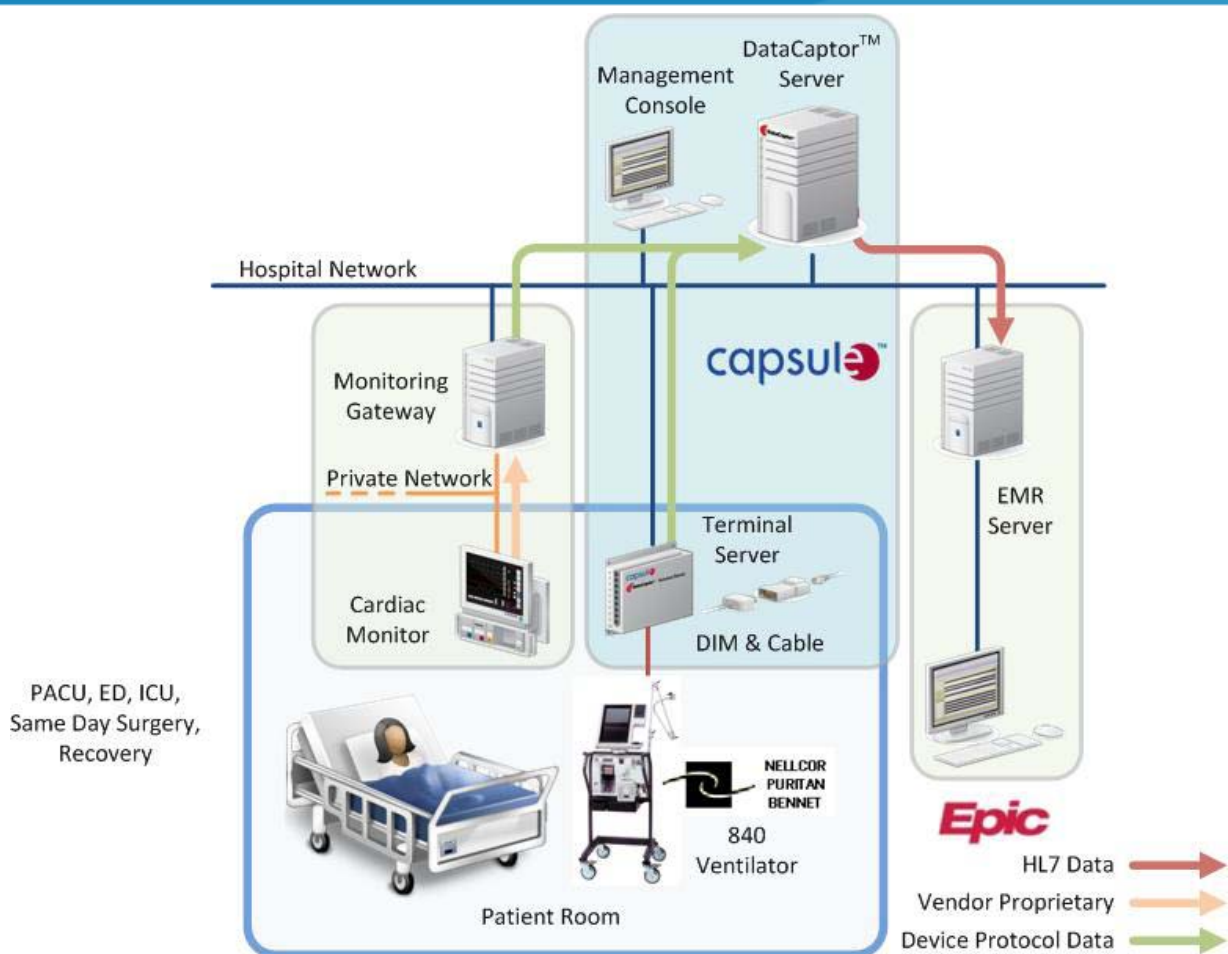 DataCaptor™
Server
Management
Console
DataCaptor
Hospital Network
capsule™
Monitoring
Gateway
Private Network
EMR
Server
Terminal
Server
capsule
Cardiac
Monitor
DIM & Cable
PACU, ED, ICU,
Same Day Surgery,
Recovery
NELLCOR
PURITAN
BENNET
840
Ventilator
Patient Room
Epic
HL7 Data
Vendor Proprietary
Device Protocol Data